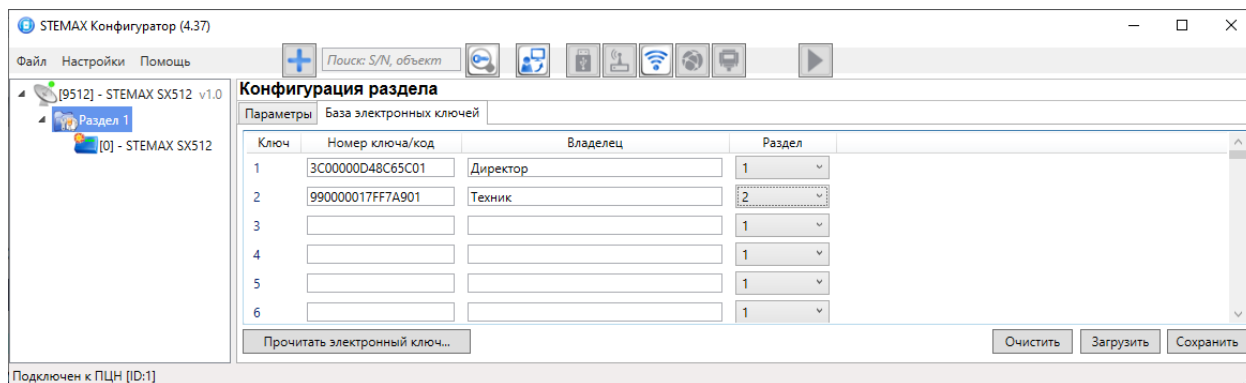 STEMAX Конфигуратор (4.37)
Файл Настройки Помощь
Поиск: S/N, объект
[9512] - STEMAX SX512 v1.0
Раздел 1
[0] - STEMAX SX512
Конфигурация раздела
Параметры База электронных ключей
Ключ Номер ключа/код Владелец Раздел
1 3C00000D48C65C01 Директор 1
2 990000017FF7A901 Техник 2
3 1
4 1
5 1
6 1
Прочитать электронный ключ... Очистить Загрузить Сохранить
Подключен к ПЦН [ID:1]